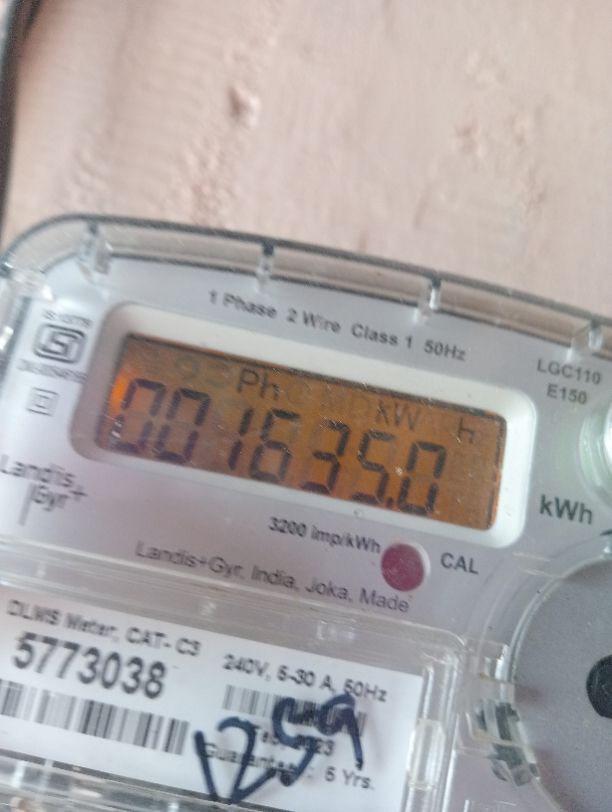 1 Phase 2 Wire Class 1 50Hz
LGC110
E150
Ph kW h
001635.0
Landis
Gyr+
kWh
3200 imp/kWh
CAL
Landis+Gyr, India, Joka, Made
DLMS Meter, CAT- C3
5773038
240V, 5-30 A, 50Hz
5 Yrs.
1259